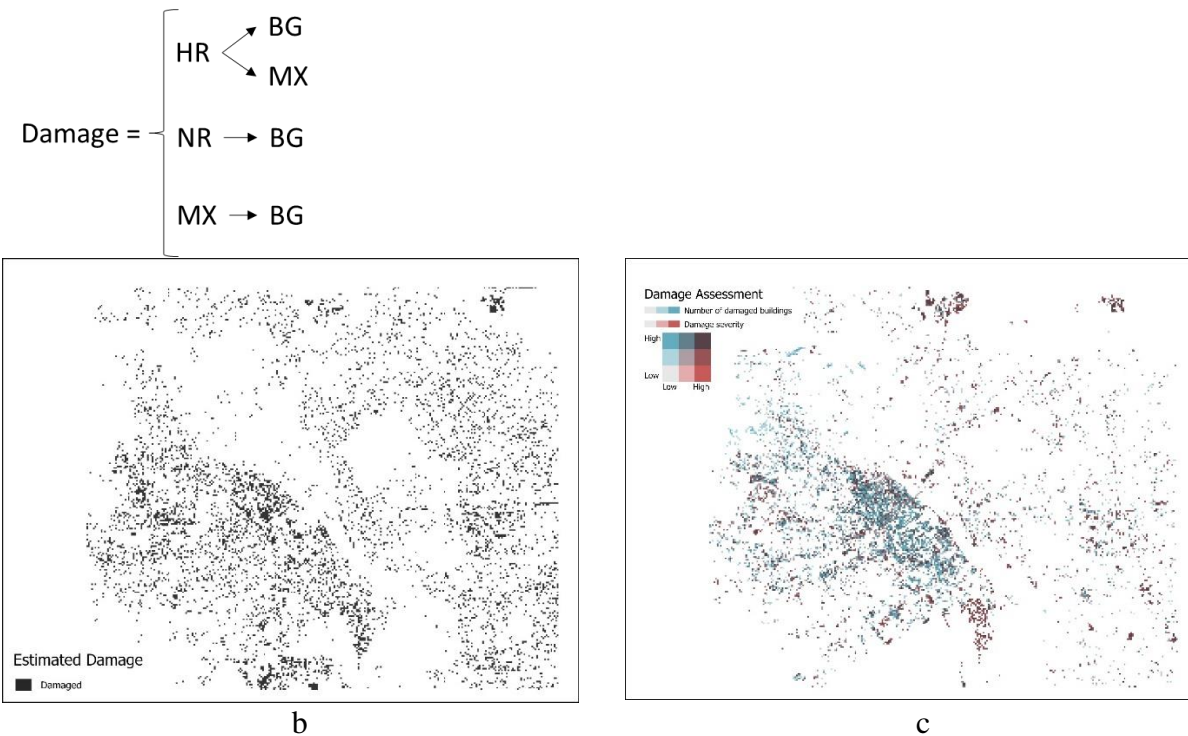 BG
HR
MX
Damage =
NR → BG
MX → BG
Damage Assessment
Number of damaged buildings
Damage severity
High
Low
Low High
Estimated Damage
Damaged
b
c